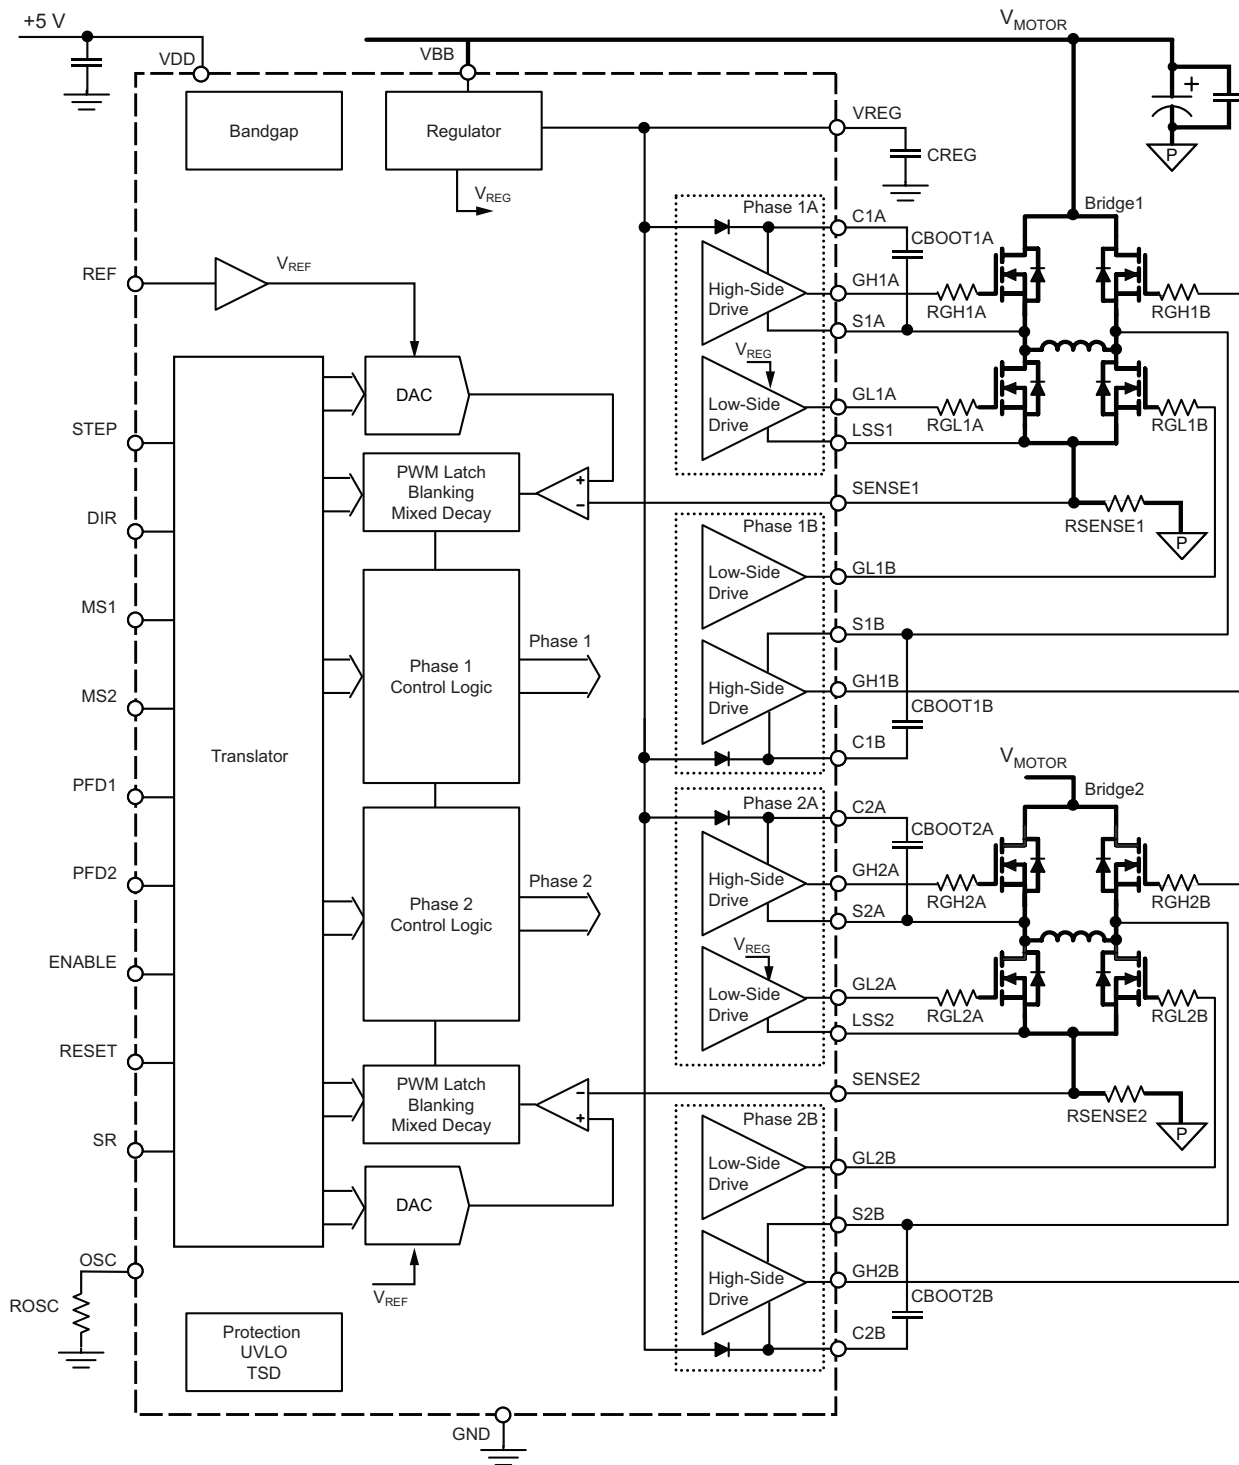 +5 V
VDD
VBB
VMOTOR
+
P
Bandgap
Regulator
VREG
VREG
CREG
Phase 1A
C1A
CBOOT1A
Bridge1
REF
VREF
High-Side
Drive
GH1A
RGH1A
RGH1B
S1A
VREG
DAC
Low-Side
Drive
GL1A
RGL1A
RGL1B
LSS1
STEP
PWM Latch
Blanking
Mixed Decay
+
−
SENSE1
RSENSE1
P
DIR
Phase 1B
Low-Side
Drive
GL1B
MS1
S1B
Phase 1
Control Logic
Phase 1
High-Side
Drive
GH1B
CBOOT1B
MS2
C1B
Translator
VMOTOR
Bridge2
PFD1
Phase 2A
C2A
CBOOT2A
PFD2
High-Side
Drive
GH2A
RGH2A
RGH2B
Phase 2
Control Logic
Phase 2
S2A
VREG
ENABLE
Low-Side
Drive
GL2A
RGL2A
RGL2B
LSS2
RESET
PWM Latch
Blanking
Mixed Decay
−
+
SENSE2
RSENSE2
P
Phase 2B
SR
Low-Side
Drive
GL2B
DAC
S2B
OSC
VREF
High-Side
Drive
GH2B
CBOOT2B
ROSC
C2B
Protection
UVLO
TSD
GND